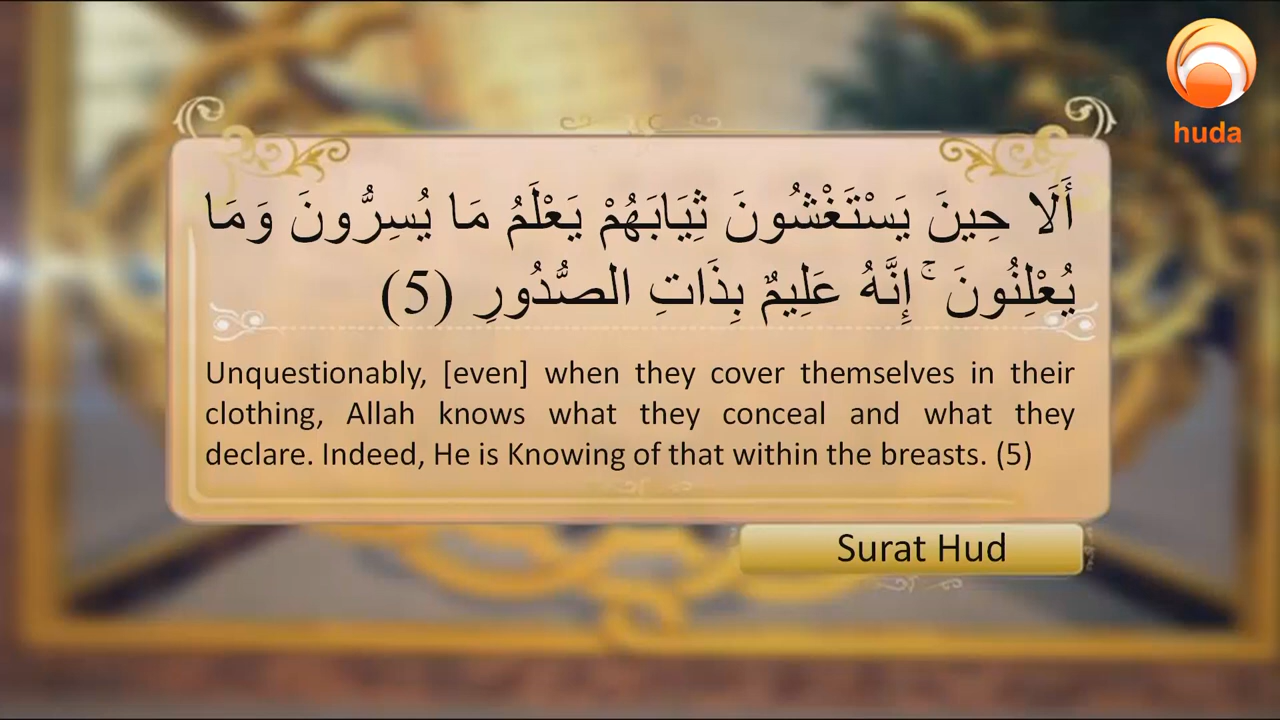 huda
أَلَا حِينَ يَسْتَغْشُونَ ثِيَابَهُمْ يَعْلَمُ مَا يُسِرُّونَ وَمَا
يُعْلِنُونَ ۚ إِنَّهُ عَلِيمٌ بِذَاتِ الصُّدُورِ (5)
Unquestionably, [even] when they cover themselves in their
clothing, Allah knows what they conceal and what they
declare. Indeed, He is Knowing of that within the breasts. (5)
Surat Hud